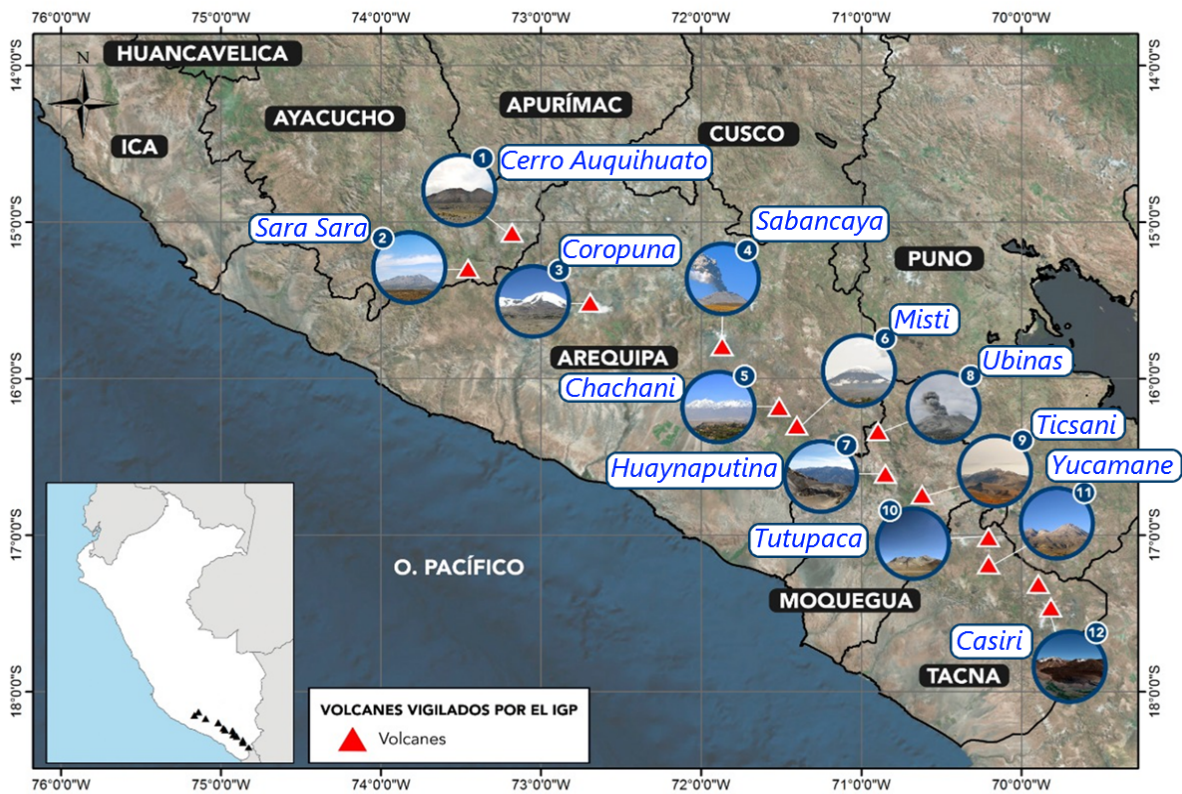 76°0'0"W 75°0'0"W 74°0'0"W 73°0'0"W 72°0'0"W 71°0'0"W 70°0'0"W
14°0'0"S
14°0'0"S
15°0'0"S
15°0'0"S
16°0'0"S
16°0'0"S
17°0'0"S
17°0'0"S
18°0'0"S
18°0'0"S
N
HUANCAVELICA
AYACUCHO
APURÍMAC
CUSCO
ICA
1
Cerro Auquihuato
2
Sara Sara
3
Coropuna
4
Sabancaya
PUNO
AREQUIPA
5
Chachani
6
Misti
7
Huaynaputina
8
Ubinas
9
Ticsani
10
Tutupaca
11
Yucamane
O. PACÍFICO
MOQUEGUA
12
Casiri
TACNA
VOLCANES VIGILADOS POR EL IGP
Volcanes
76°0'0"W 75°0'0"W 74°0'0"W 73°0'0"W 72°0'0"W 71°0'0"W 70°0'0"W